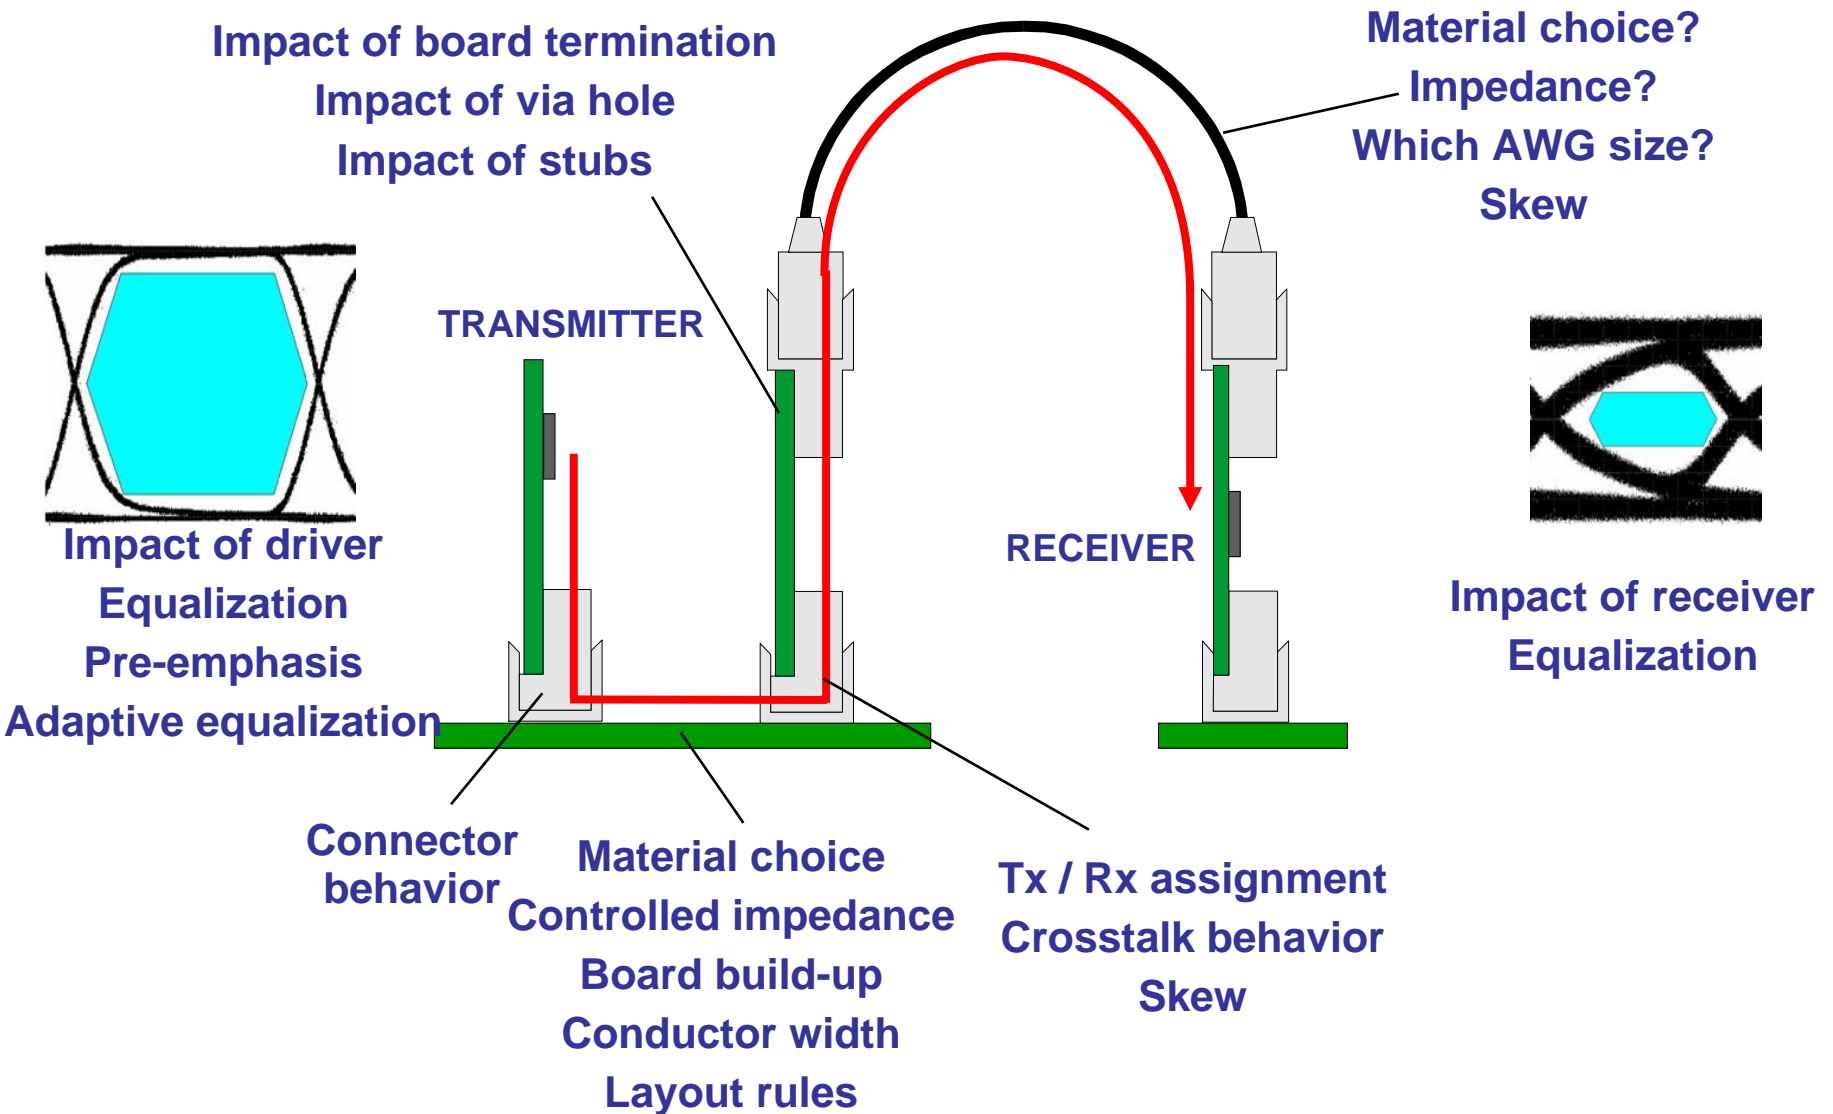 Impact of board termination
Impact of via hole
Impact of stubs
Material choice?
Impedance?
Which AWG size?
Skew
TRANSMITTER
RECEIVER
Impact of driver
Equalization
Pre-emphasis
Adaptive equalization
Impact of receiver
Equalization
Connector
behavior
Material choice
Controlled impedance
Board build-up
Conductor width
Layout rules
Tx / Rx assignment
Crosstalk behavior
Skew